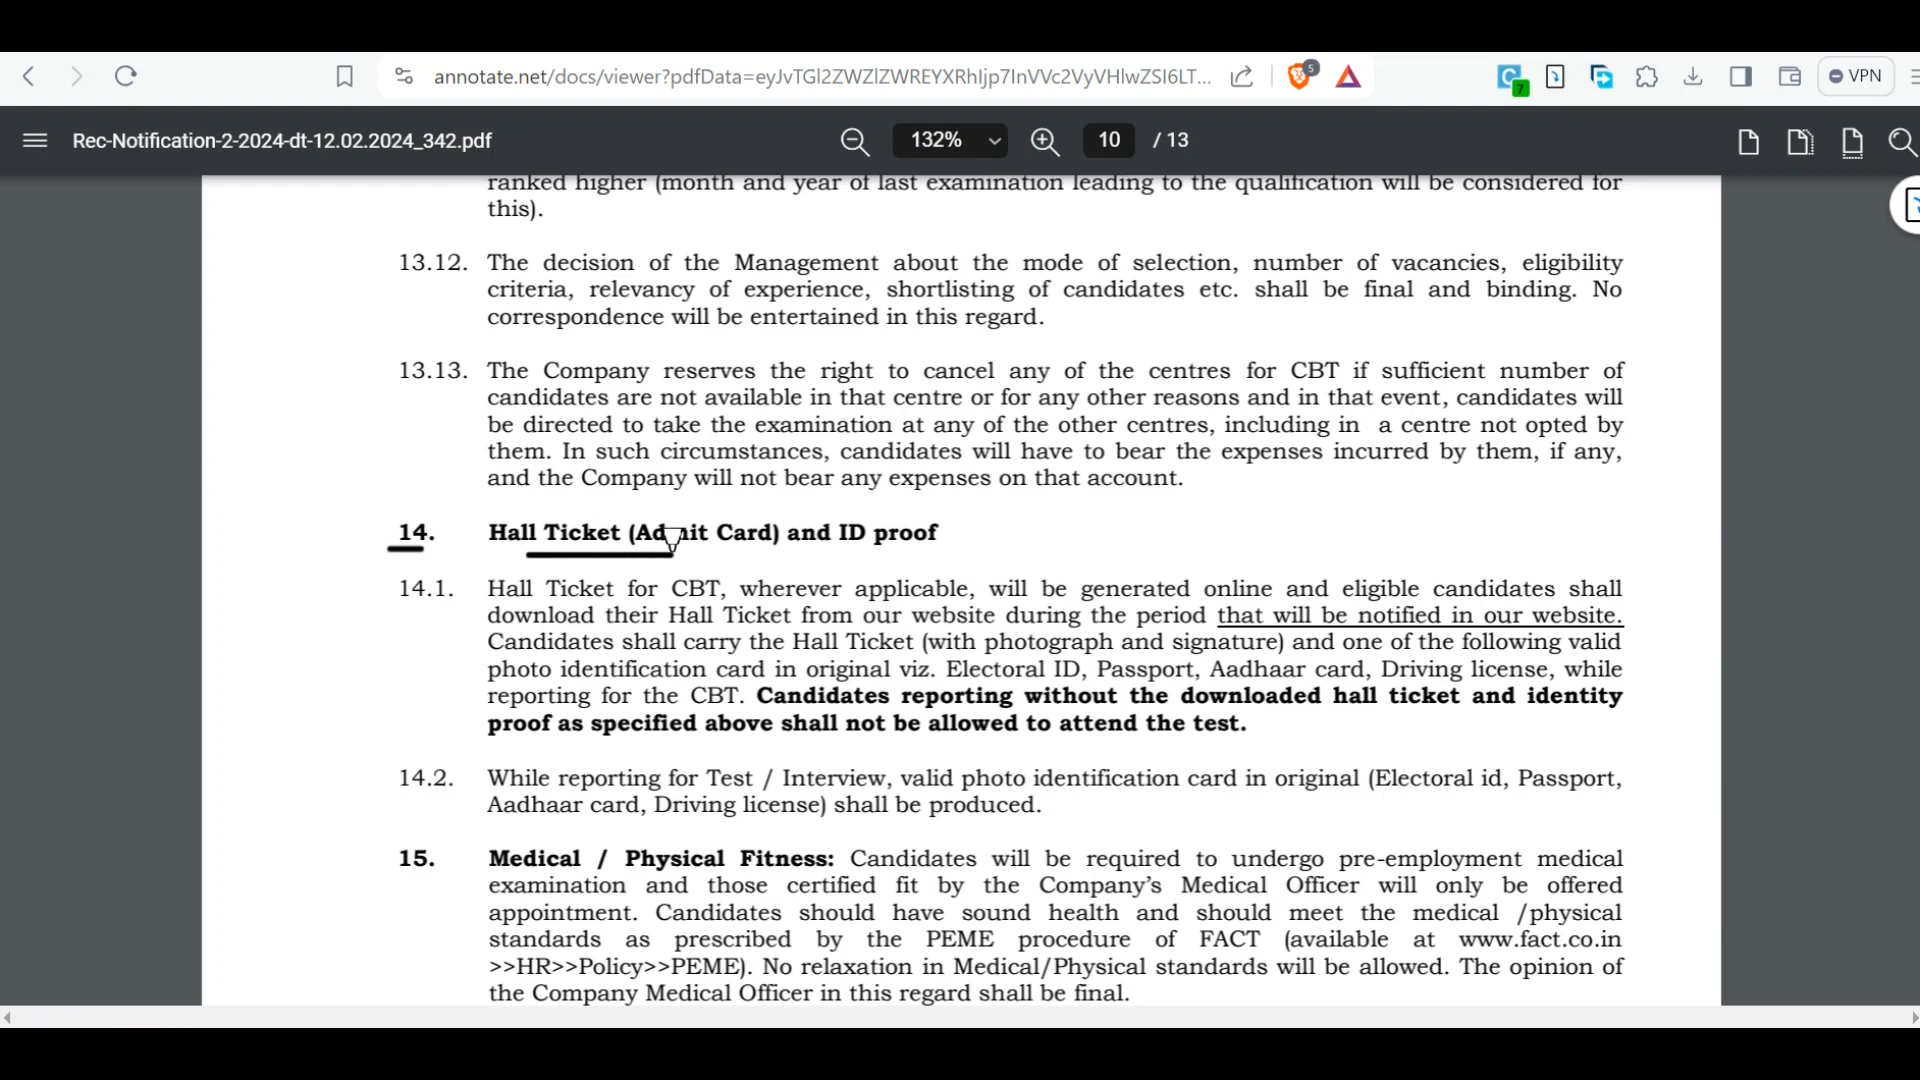 annotate.net/docs/viewer?pdfData=eyJvTGl2ZWZlZWREYXRhIjp7InVVc2VyVHlwZSI6LT...
5
7
VPN
Rec-Notification-2-2024-dt-12.02.2024_342.pdf
132%
10 / 13
ranked higher (month and year of last examination leading to the qualification will be considered for
this).
13.12. The decision of the Management about the mode of selection, number of vacancies, eligibility
criteria, relevancy of experience, shortlisting of candidates etc. shall be final and binding. No
correspondence will be entertained in this regard.
13.13. The Company reserves the right to cancel any of the centres for CBT if sufficient number of
candidates are not available in that centre or for any other reasons and in that event, candidates will
be directed to take the examination at any of the other centres, including in a centre not opted by
them. In such circumstances, candidates will have to bear the expenses incurred by them, if any,
and the Company will not bear any expenses on that account.
14. Hall Ticket (Admit Card) and ID proof
14.1. Hall Ticket for CBT, wherever applicable, will be generated online and eligible candidates shall
download their Hall Ticket from our website during the period that will be notified in our website.
Candidates shall carry the Hall Ticket (with photograph and signature) and one of the following valid
photo identification card in original viz. Electoral ID, Passport, Aadhaar card, Driving license, while
reporting for the CBT. Candidates reporting without the downloaded hall ticket and identity
proof as specified above shall not be allowed to attend the test.
14.2. While reporting for Test / Interview, valid photo identification card in original (Electoral id, Passport,
Aadhaar card, Driving license) shall be produced.
15. Medical / Physical Fitness: Candidates will be required to undergo pre-employment medical
examination and those certified fit by the Company's Medical Officer will only be offered
appointment. Candidates should have sound health and should meet the medical /physical
standards as prescribed by the PEME procedure of FACT (available at www.fact.co.in
>>HR>>Policy>>PEME). No relaxation in Medical/Physical standards will be allowed. The opinion of
the Company Medical Officer in this regard shall be final.